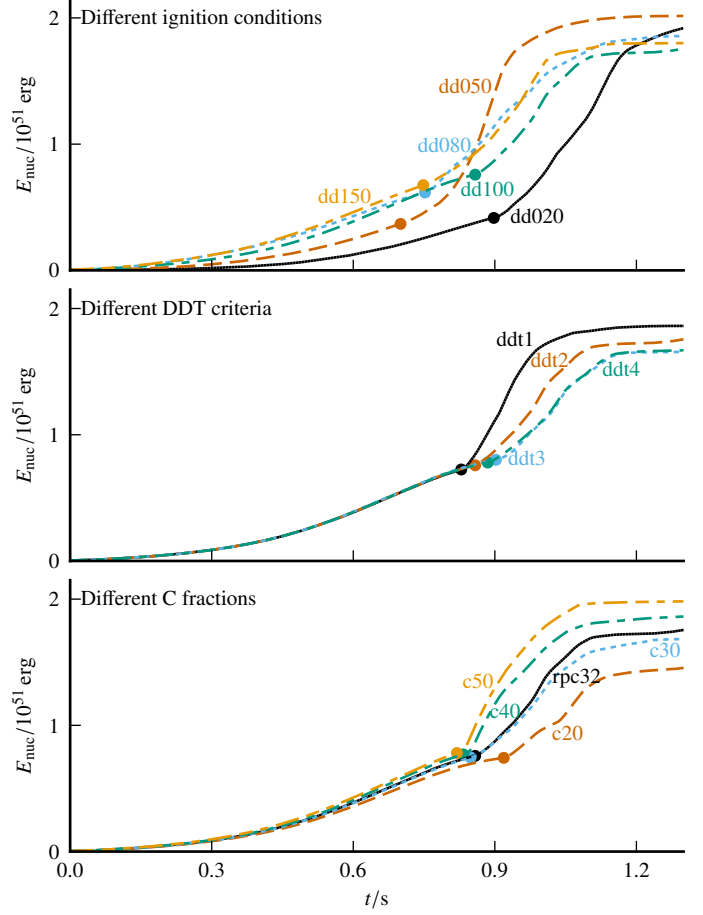 Different ignition conditions
2
1
0
E_nuc/10^51 erg
dd050
dd080
dd150
dd100
dd020
Different DDT criteria
2
1
0
E_nuc/10^51 erg
ddt1
ddt2
ddt4
ddt3
Different C fractions
2
1
0
E_nuc/10^51 erg
c30
c50
rpc32
c40
c20
0.0 0.3 0.6 0.9 1.2
t/s